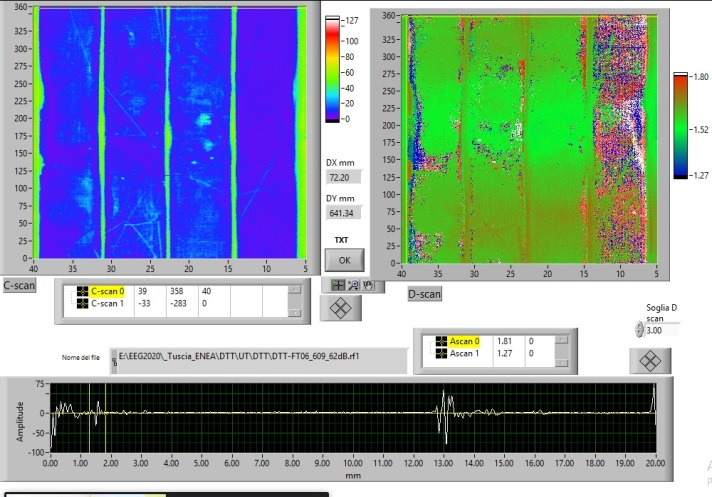 360
325
300
275
250
225
200
175
150
125
100
75
50
25
0
40 35 30 25 20 15 10 5
127
100
80
60
40
20
0
DX mm
72.20
DY mm
641.34
TXT
OK
360
325
300
275
250
225
200
175
150
125
100
75
50
25
0
40 35 30 25 20 15 10 5
1.80
1.52
1.27
C-scan
C-scan 0 39 358 40
C-scan 1 -33 -283 0
D-scan
Soglia D
scan
3.00
Ascan 0 1.81 0
Ascan 1 1.27 0
Nome del file
E:\EEG2020\_Tuscia_ENEA\DTT\UT\DTT\DTT-FT06_609_62dB.rf1
Amplitude
75
0
-50
-100
0.00 1.00 2.00 3.00 4.00 5.00 6.00 7.00 8.00 9.00 10.00 11.00 12.00 13.00 14.00 15.00 16.00 17.00 18.00 19.00 20.00
mm